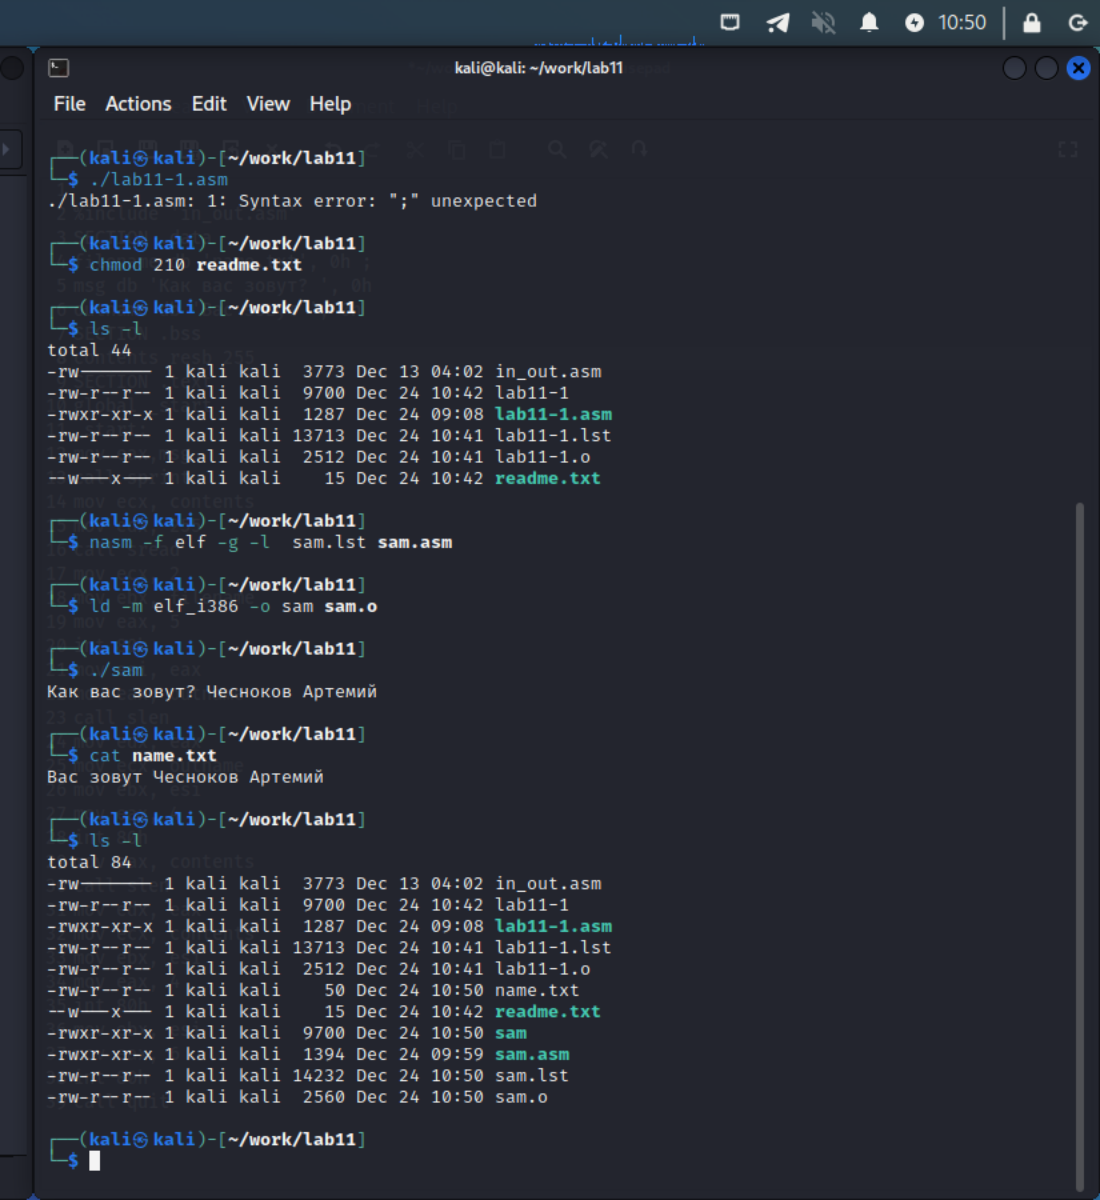 10:50
kali@kali: ~/work/lab11
File Actions Edit View Help
┌──(kali㉿kali)-[~/work/lab11]
└─$ ./lab11-1.asm
./lab11-1.asm: 1: Syntax error: ";" unexpected
┌──(kali㉿kali)-[~/work/lab11]
└─$ chmod 210 readme.txt
┌──(kali㉿kali)-[~/work/lab11]
└─$ ls -l
total 44
-rw------- 1 kali kali  3773 Dec 13 04:02 in_out.asm
-rw-r--r-- 1 kali kali  9700 Dec 24 10:42 lab11-1
-rwxr-xr-x 1 kali kali  1287 Dec 24 09:08 lab11-1.asm
-rw-r--r-- 1 kali kali 13713 Dec 24 10:41 lab11-1.lst
-rw-r--r-- 1 kali kali  2512 Dec 24 10:41 lab11-1.o
--w---x--- 1 kali kali    15 Dec 24 10:42 readme.txt
┌──(kali㉿kali)-[~/work/lab11]
└─$ nasm -f elf -g -l  sam.lst sam.asm
┌──(kali㉿kali)-[~/work/lab11]
└─$ ld -m elf_i386 -o sam sam.o
┌──(kali㉿kali)-[~/work/lab11]
└─$ ./sam
Как вас зовут? Чесноков Артемий
┌──(kali㉿kali)-[~/work/lab11]
└─$ cat name.txt
Вас зовут Чесноков Артемий
┌──(kali㉿kali)-[~/work/lab11]
└─$ ls -l
total 84
-rw------- 1 kali kali  3773 Dec 13 04:02 in_out.asm
-rw-r--r-- 1 kali kali  9700 Dec 24 10:42 lab11-1
-rwxr-xr-x 1 kali kali  1287 Dec 24 09:08 lab11-1.asm
-rw-r--r-- 1 kali kali 13713 Dec 24 10:41 lab11-1.lst
-rw-r--r-- 1 kali kali  2512 Dec 24 10:41 lab11-1.o
-rw-r--r-- 1 kali kali    50 Dec 24 10:50 name.txt
--w---x--- 1 kali kali    15 Dec 24 10:42 readme.txt
-rwxr-xr-x 1 kali kali  9700 Dec 24 10:50 sam
-rwxr-xr-x 1 kali kali  1394 Dec 24 09:59 sam.asm
-rw-r--r-- 1 kali kali 14232 Dec 24 10:50 sam.lst
-rw-r--r-- 1 kali kali  2560 Dec 24 10:50 sam.o
┌──(kali㉿kali)-[~/work/lab11]
└─$